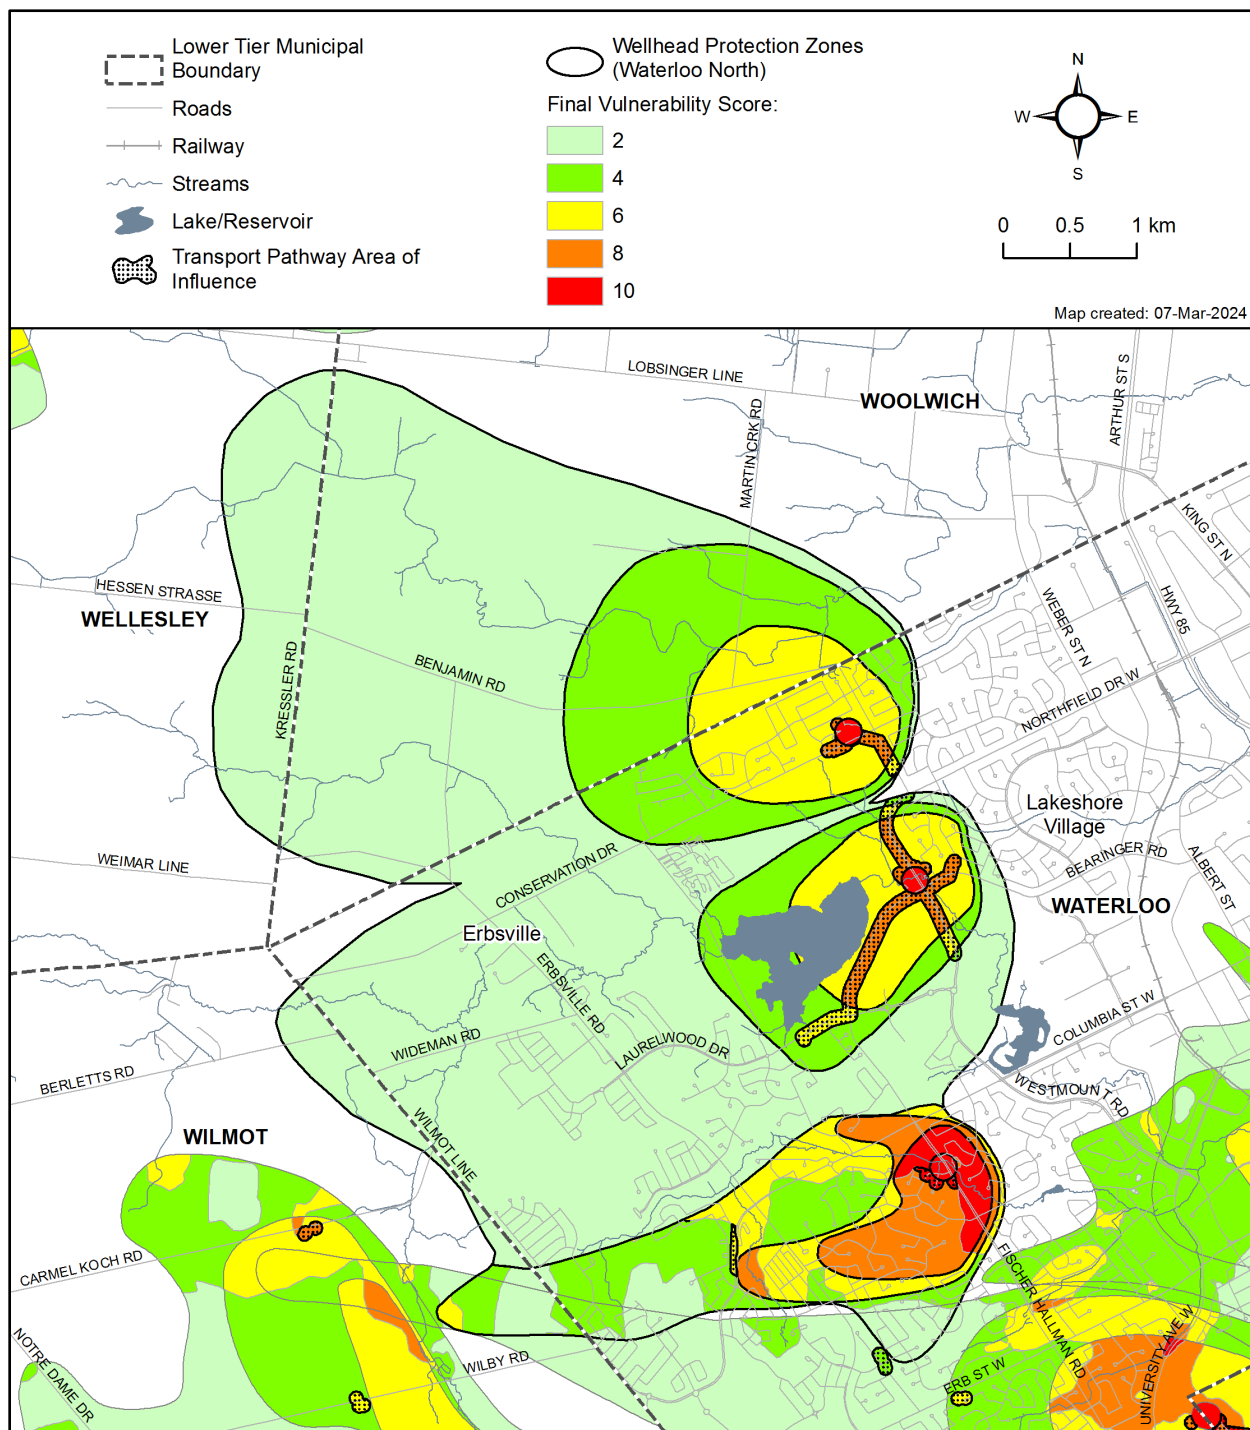 Lower Tier Municipal
Boundary
Roads
Railway
Streams
Lake/Reservoir
Transport Pathway Area of
Influence
Wellhead Protection Zones
(Waterloo North)
Final Vulnerability Score:
2
4
6
8
10
N
W
E
S
0 0.5 1 km
Map created: 07-Mar-2024
LOBSINGER LINE
WOOLWICH
ARTHUR ST S
MARTIN CRK RD
KING ST N
HESSEN STRASSE
WELLESLEY
HWY 85
WEBER ST N
KRESSLER RD
BENJAMIN RD
NORTHFIELD DR W
Lakeshore
Village
WEIMAR LINE
CONSERVATION DR
BEARINGER RD
ALBERT ST
WATERLOO
Erbsville
ERBSVILLE RD
WIDEMAN RD
LAURELWOOD DR
COLUMBIA ST W
BERLETTS RD
WESTMOUNT RD
WILMOT
WILMOT LINE
CARMEL KOCH RD
FISCHER HALLMAN RD
NOTRE DAME DR
WILBY RD
ERB ST W
UNIVERSITY AVE W